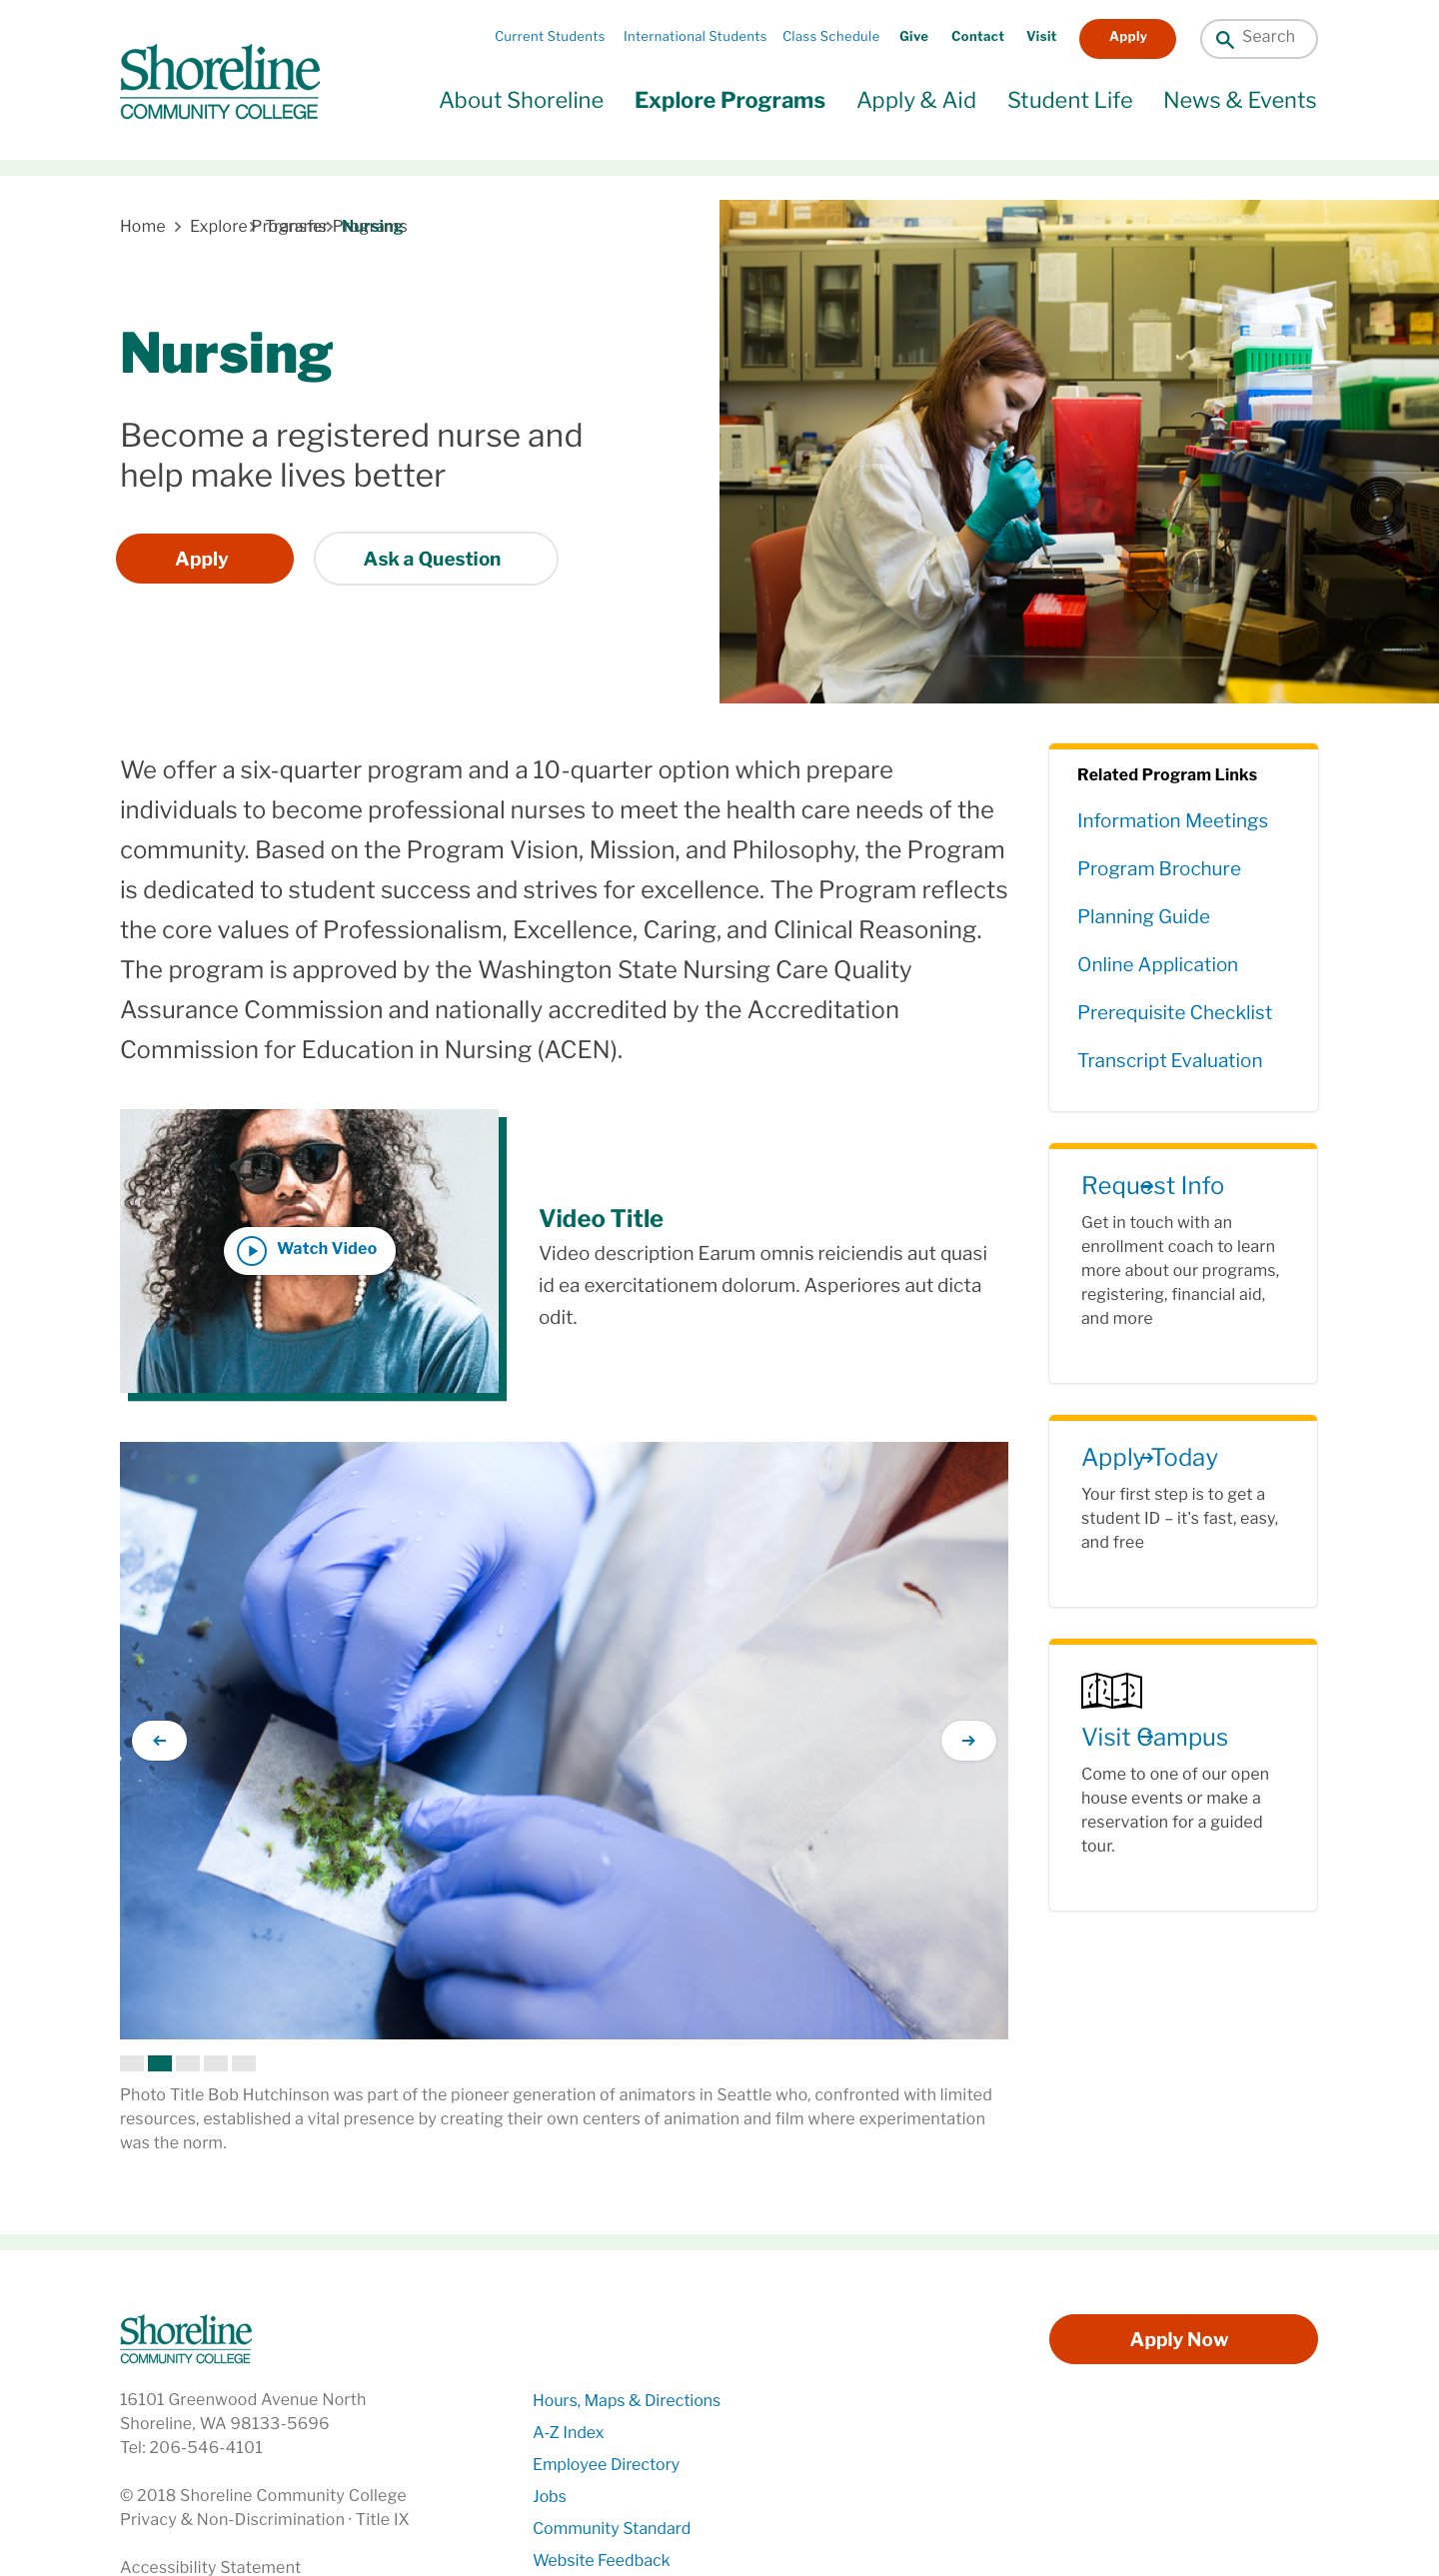 Current Students International Students Class Schedule Give Contact Visit Apply Search
Shoreline
COMMUNITY COLLEGE
About Shoreline Explore Programs Apply & Aid Student Life News & Events
Home Explore Programs Transfer Programs Nursing
Nursing
Become a registered nurse and
help make lives better
Apply Ask a Question
We offer a six-quarter program and a 10-quarter option which prepare
individuals to become professional nurses to meet the health care needs of the
community. Based on the Program Vision, Mission, and Philosophy, the Program
is dedicated to student success and strives for excellence. The Program reflects
the core values of Professionalism, Excellence, Caring, and Clinical Reasoning.
The program is approved by the Washington State Nursing Care Quality
Assurance Commission and nationally accredited by the Accreditation
Commission for Education in Nursing (ACEN).
Related Program Links
Information Meetings
Program Brochure
Planning Guide
Online Application
Prerequisite Checklist
Transcript Evaluation
Watch Video
Video Title
Video description Earum omnis reiciendis aut quasi
id ea exercitationem dolorum. Asperiores aut dicta
odit.
Request Info
Get in touch with an
enrollment coach to learn
more about our programs,
registering, financial aid,
and more
Apply Today
Your first step is to get a
student ID – it's fast, easy,
and free
Visit Campus
Come to one of our open
house events or make a
reservation for a guided
tour.
Photo Title Bob Hutchinson was part of the pioneer generation of animators in Seattle who, confronted with limited
resources, established a vital presence by creating their own centers of animation and film where experimentation
was the norm.
Shoreline
COMMUNITY COLLEGE
16101 Greenwood Avenue North
Shoreline, WA 98133-5696
Tel: 206-546-4101
© 2018 Shoreline Community College
Privacy & Non-Discrimination · Title IX
Accessibility Statement
Hours, Maps & Directions
A-Z Index
Employee Directory
Jobs
Community Standard
Website Feedback
Apply Now